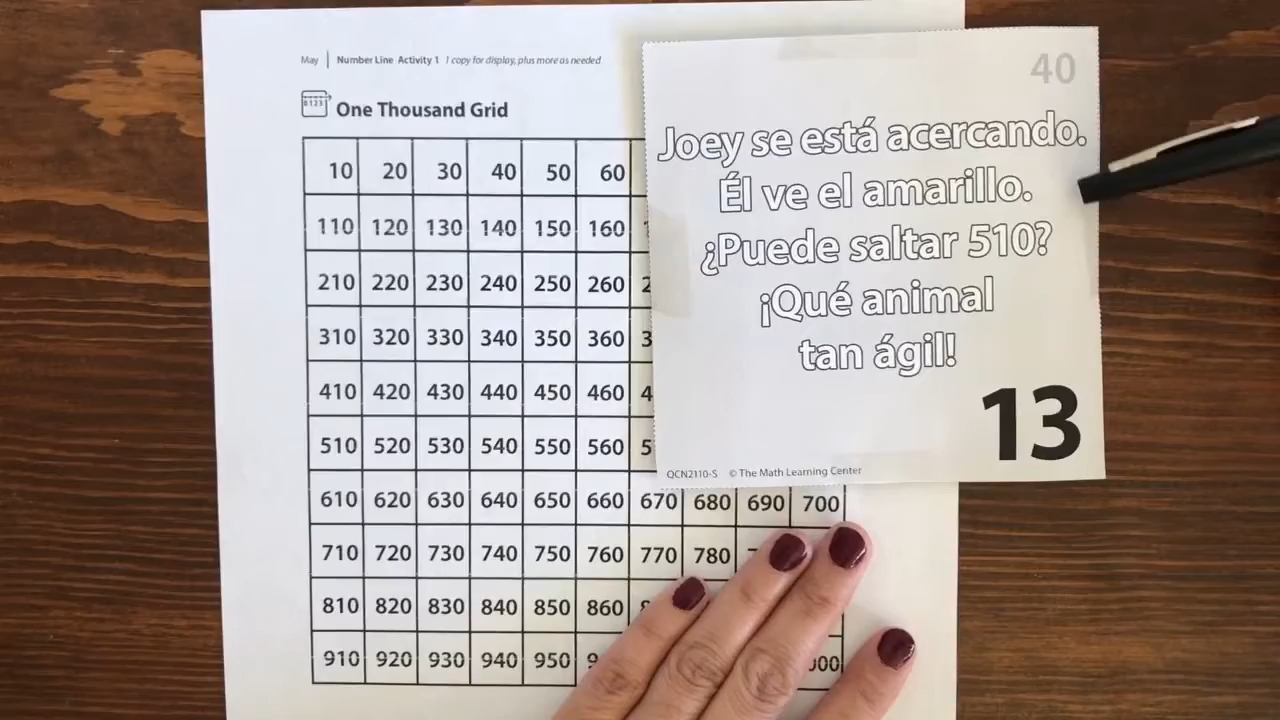 May | Number Line Activity 1 1 copy for display, plus more as needed
0 1 2 3
One Thousand Grid
10 20 30 40 50 60
110 120 130 140 150 160
210 220 230 240 250 260
310 320 330 340 350 360
410 420 430 440 450 460
510 520 530 540 550 560
610 620 630 640 650 660 670 680 690 700
710 720 730 740 750 760 770 780
810 820 830 840 850 860
910 920 930 940 950
40
Joey se está acercando.
Él ve el amarillo.
¿Puede saltar 510?
¡Qué animal
tan ágil!
13
QCN2110-S © The Math Learning Center